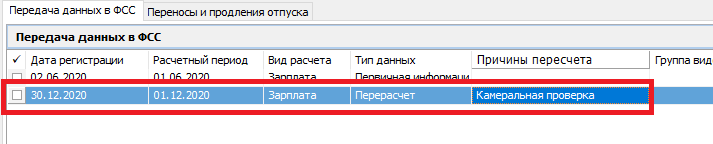 Передача данных в ФСС Переносы и продления отпуска
Передача данных в ФСС
✓ Дата регистрации Расчетный период Вид расчета Тип данных Причины пересчета Группа вид
02.06.2020 01.06.2020 Зарплата Первичная информаци
30.12.2020 01.12.2020 Зарплата Перерасчет Камеральная проверка